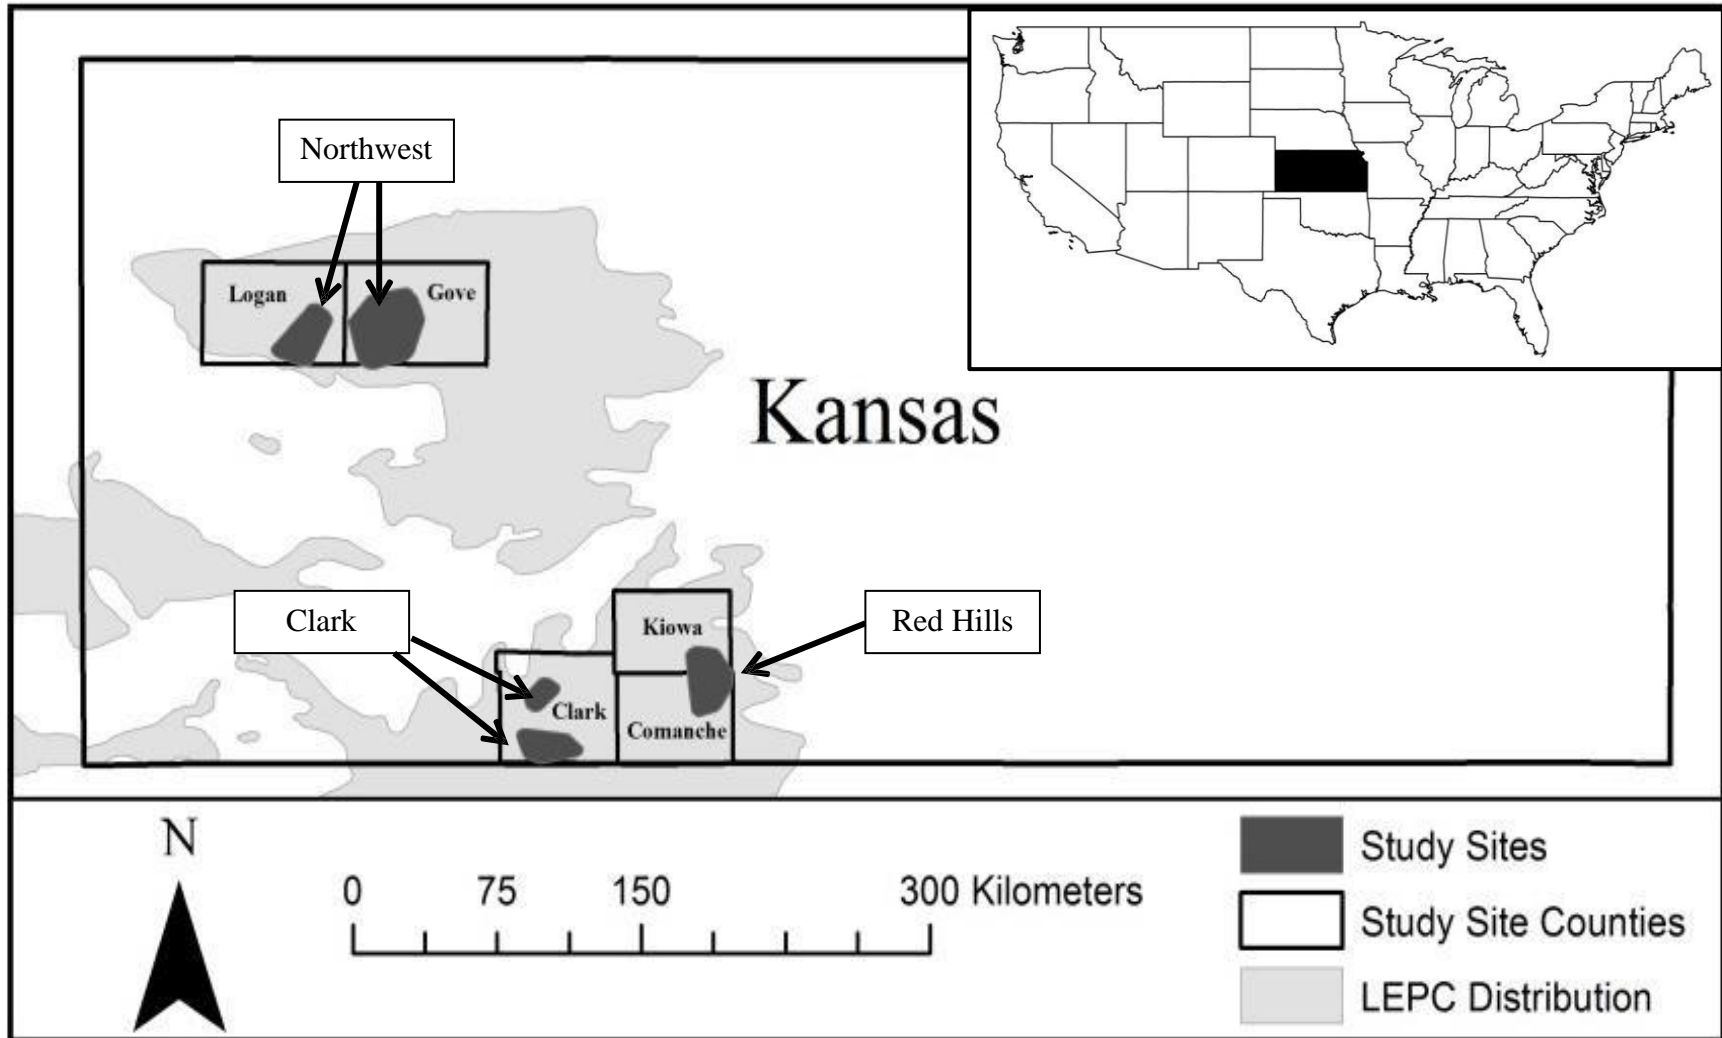 Northwest
Logan
Gove
Kansas
Clark
Kiowa
Red Hills
Clark
Comanche
N
0 75 150 300 Kilometers
Study Sites
Study Site Counties
LEPC Distribution